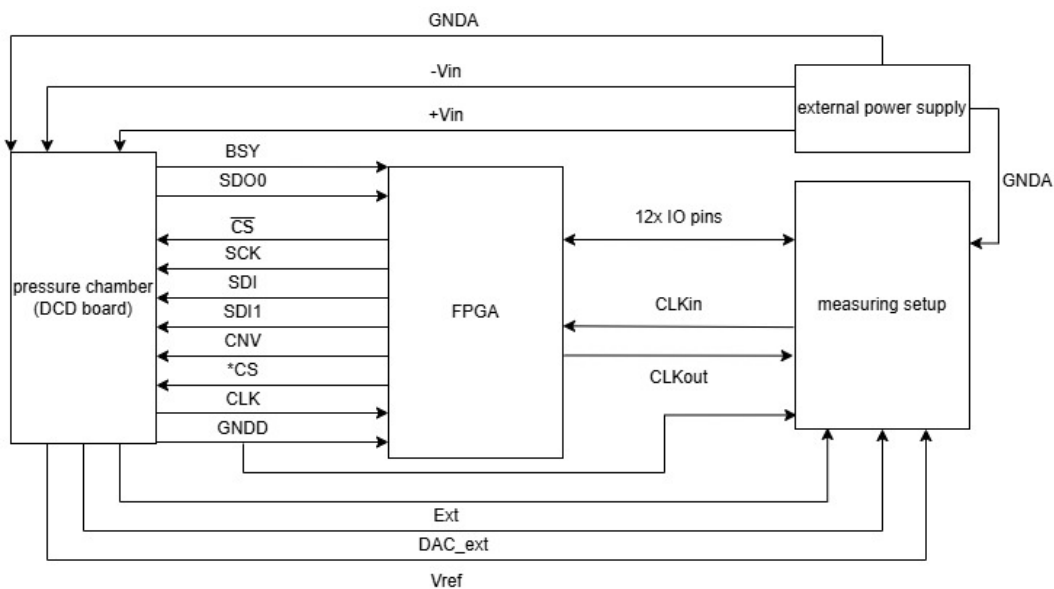 GNDA
-Vin
external power supply
+Vin
BSY
SDO0
GNDA
C̅S̅
12x IO pins
SCK
pressure chamber
(DCD board)
SDI
FPGA
measuring setup
SDI1
CLKin
CNV
*CS
CLKout
CLK
GNDD
Ext
DAC_ext
Vref